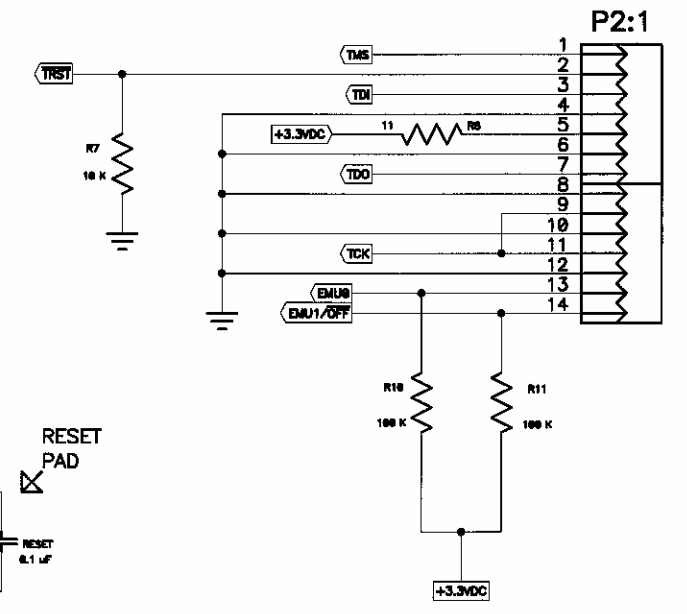 P2:1
TMS 1
TRST 2
TDI 3
4
+3.3VDC 11 R8 5
6
TDO 7
8
9
10
TCK 11
12
EMU0 13
EMU1/OFF 14
R7
10 K
R10
100 K
R11
100 K
RESET
PAD
RESET
0.1 uF
+3.3VDC